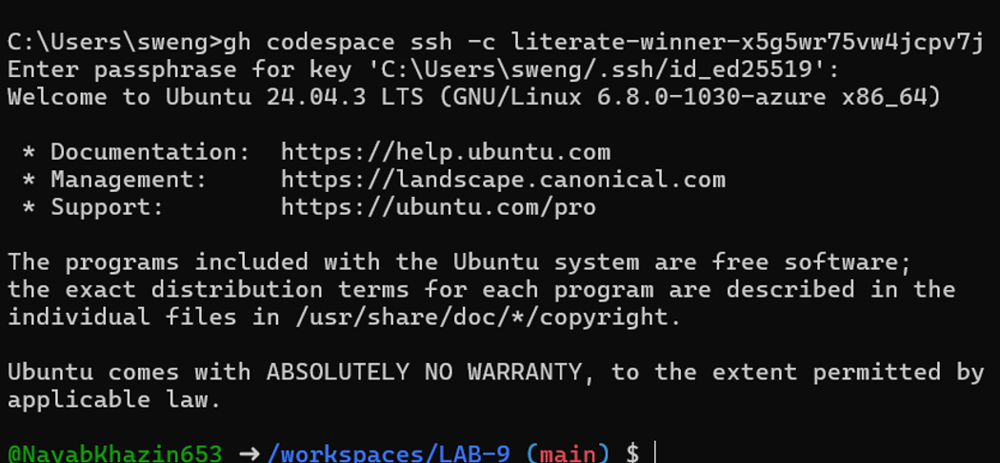 C:\Users\sweng>gh codespace ssh -c literate-winner-x5g5wr75vw4jcpv7j
Enter passphrase for key 'C:\Users\sweng/.ssh/id_ed25519':
Welcome to Ubuntu 24.04.3 LTS (GNU/Linux 6.8.0-1030-azure x86_64)
* Documentation:  https://help.ubuntu.com
* Management:     https://landscape.canonical.com
* Support:        https://ubuntu.com/pro
The programs included with the Ubuntu system are free software;
the exact distribution terms for each program are described in the
individual files in /usr/share/doc/*/copyright.
Ubuntu comes with ABSOLUTELY NO WARRANTY, to the extent permitted by
applicable law.
@NayabKhazin653 ➜ /workspaces/LAB-9 (main) $